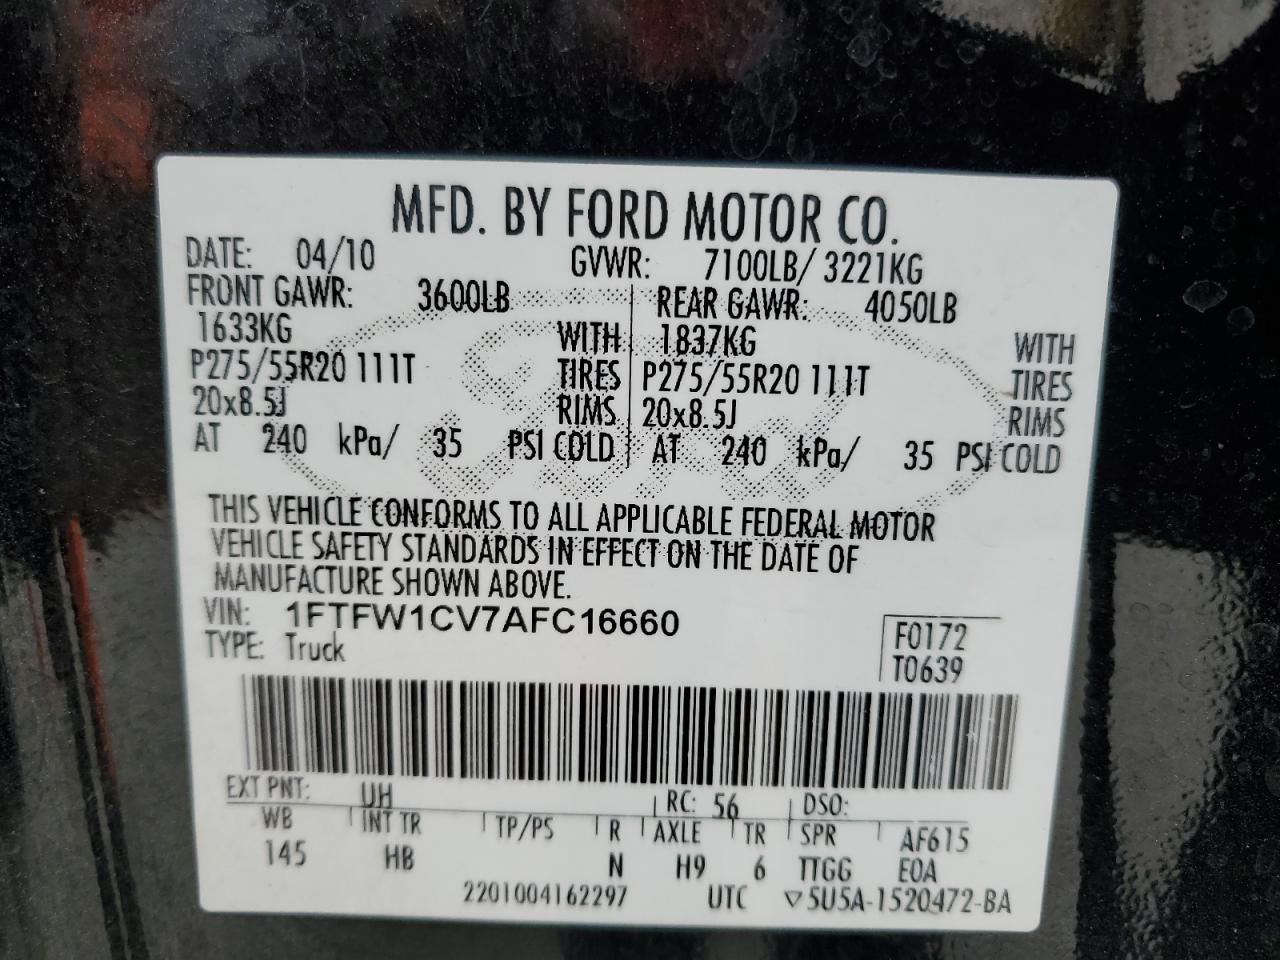 MFD. BY FORD MOTOR CO.
DATE: 04/10 GVWR: 7100LB/ 3221KG
FRONT GAWR: 3600LB REAR GAWR: 4050LB
1633KG WITH 1837KG WITH
P275/55R20 111T TIRES P275/55R20 111T TIRES
20x8.5J RIMS 20x8.5J RIMS
AT 240 kPa/ 35 PSI COLD AT 240 kPa/ 35 PSI COLD
THIS VEHICLE CONFORMS TO ALL APPLICABLE FEDERAL MOTOR
VEHICLE SAFETY STANDARDS IN EFFECT ON THE DATE OF
MANUFACTURE SHOWN ABOVE.
VIN: 1FTFW1CV7AFC16660 F0172
TYPE: Truck T0639
EXT PNT: UH RC: 56 DSO:
WB INT TR TP/PS R AXLE TR SPR AF615
145 HB N H9 6 TTGG E0A
2201004162297 UTC ▽5U5A-1520472-BA